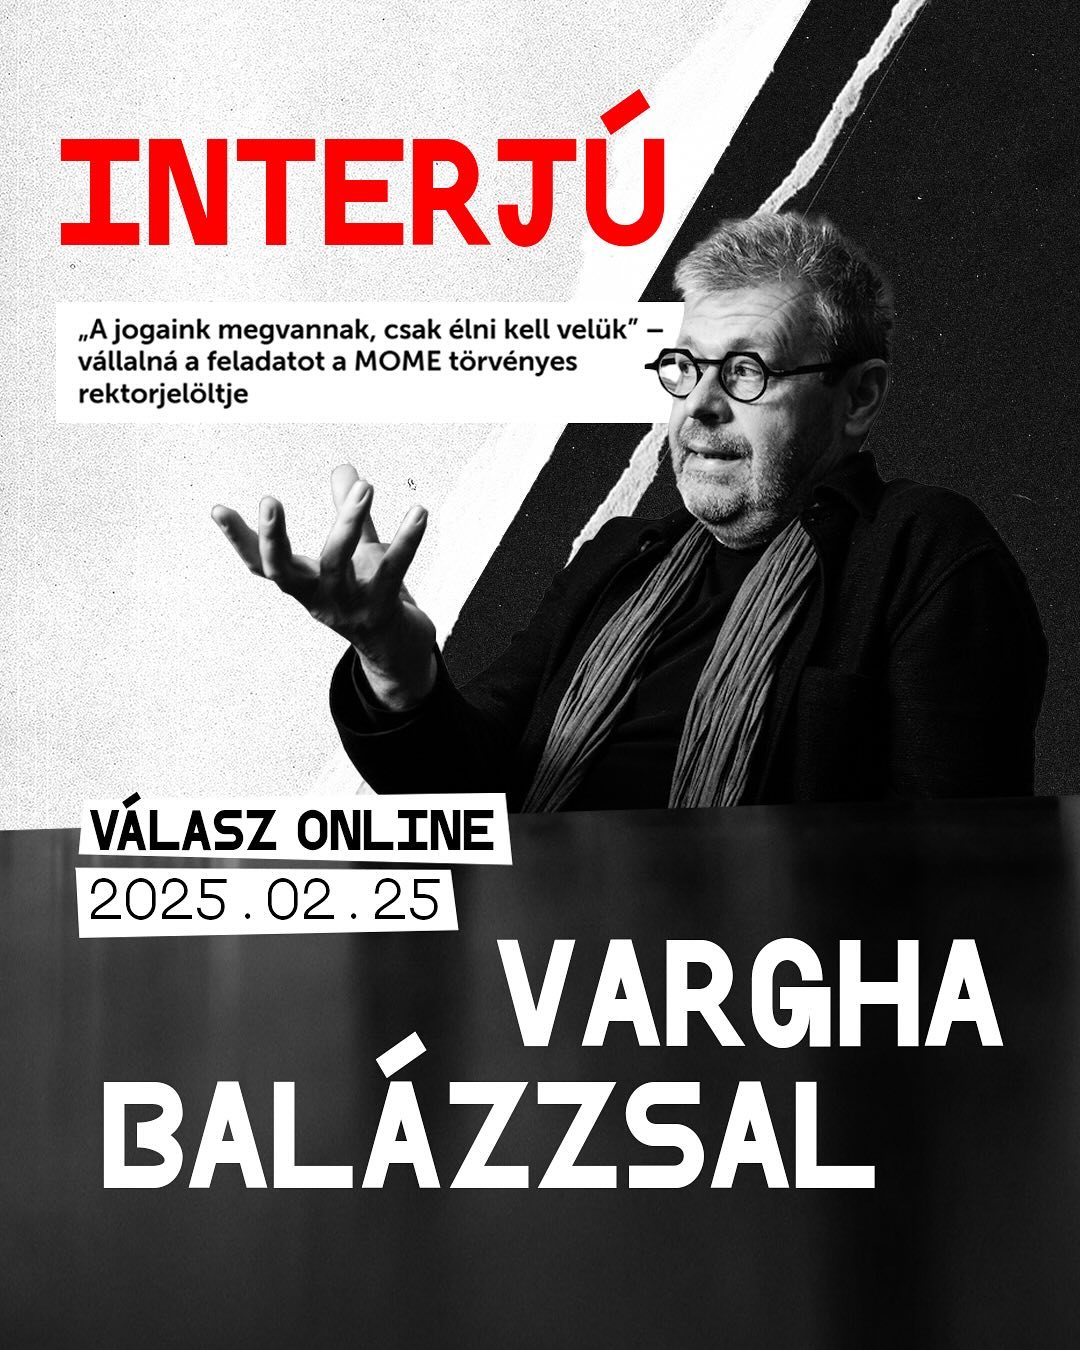 INTERJÚ
„A jogaink megvannak, csak élni kell velük” –
vállalná a feladatot a MOME törvényes
rektorjelöltje
VÁLASZ ONLINE
2025.02.25
VARGHA
BALÁZZSAL